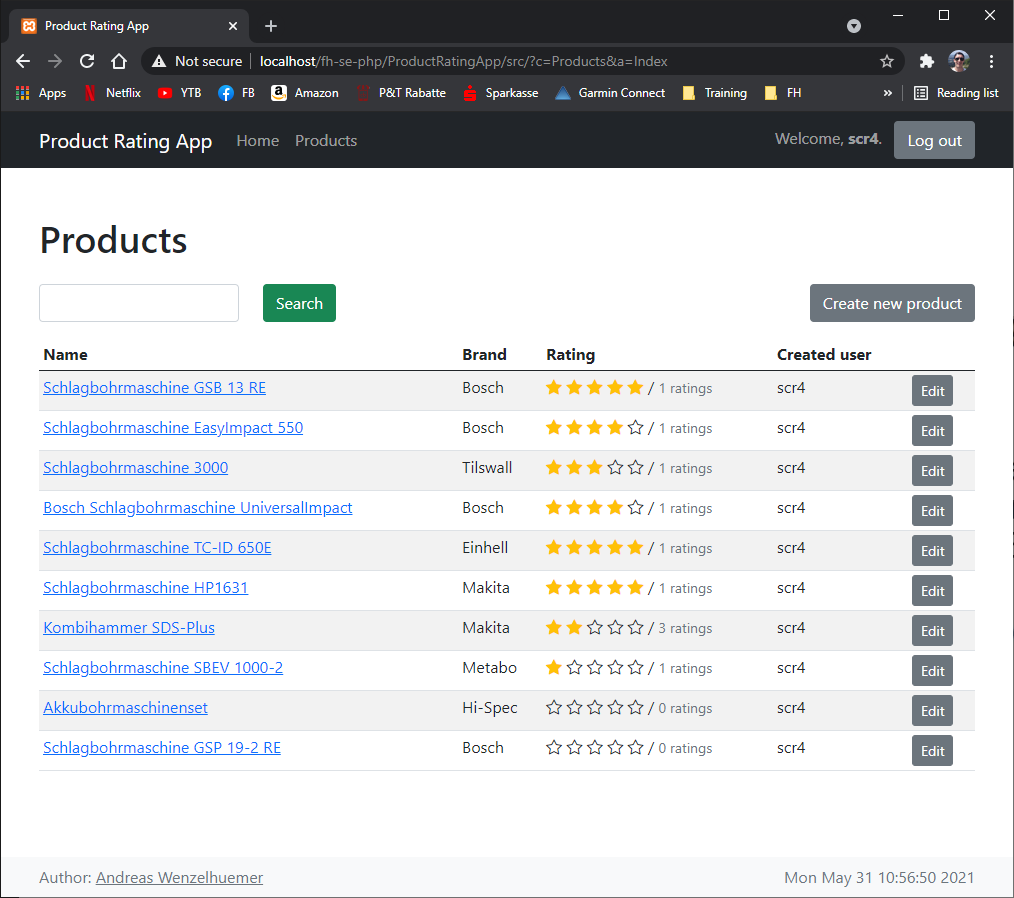 Product Rating App
Not secure localhost/fh-se-php/ProductRatingApp/src/?c=Products&a=Index
Apps Netflix YTB FB Amazon P&T Rabatte Sparkasse Garmin Connect Training FH » Reading list
Product Rating App Home Products Welcome, scr4. Log out
Products
Search Create new product
Name Brand Rating Created user
Schlagbohrmaschine GSB 13 RE Bosch / 1 ratings scr4 Edit
Schlagbohrmaschine EasyImpact 550 Bosch / 1 ratings scr4 Edit
Schlagbohrmaschine 3000 Tilswall / 1 ratings scr4 Edit
Bosch Schlagbohrmaschine UniversalImpact Bosch / 1 ratings scr4 Edit
Schlagbohrmaschine TC-ID 650E Einhell / 1 ratings scr4 Edit
Schlagbohrmaschine HP1631 Makita / 1 ratings scr4 Edit
Kombihammer SDS-Plus Makita / 3 ratings scr4 Edit
Schlagbohrmaschine SBEV 1000-2 Metabo / 1 ratings scr4 Edit
Akkubohrmaschinenset Hi-Spec / 0 ratings scr4 Edit
Schlagbohrmaschine GSP 19-2 RE Bosch / 0 ratings scr4 Edit
Author: Andreas Wenzelhuemer Mon May 31 10:56:50 2021